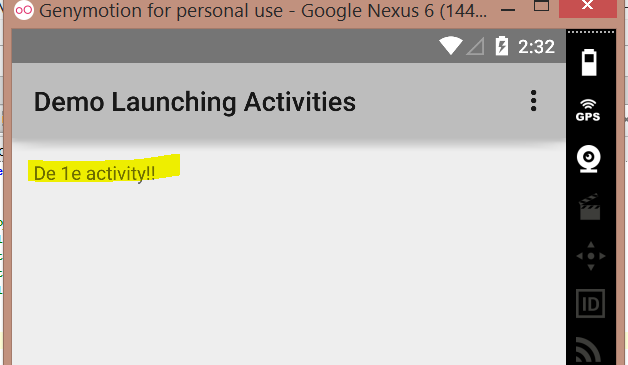 Genymotion for personal use - Google Nexus 6 (144...
2:32
Demo Launching Activities
GPS
De 1e activity!!
ID